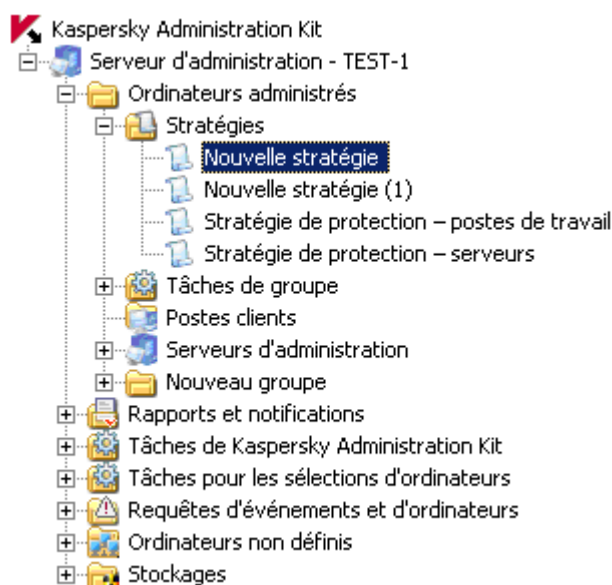 Kaspersky Administration Kit
Serveur d'administration - TEST-1
Ordinateurs administrés
Stratégies
Nouvelle stratégie
Nouvelle stratégie (1)
Stratégie de protection – postes de travail
Stratégie de protection – serveurs
Tâches de groupe
Postes clients
Serveurs d'administration
Nouveau groupe
Rapports et notifications
Tâches de Kaspersky Administration Kit
Tâches pour les sélections d'ordinateurs
Requêtes d'événements et d'ordinateurs
Ordinateurs non définis
Stockages